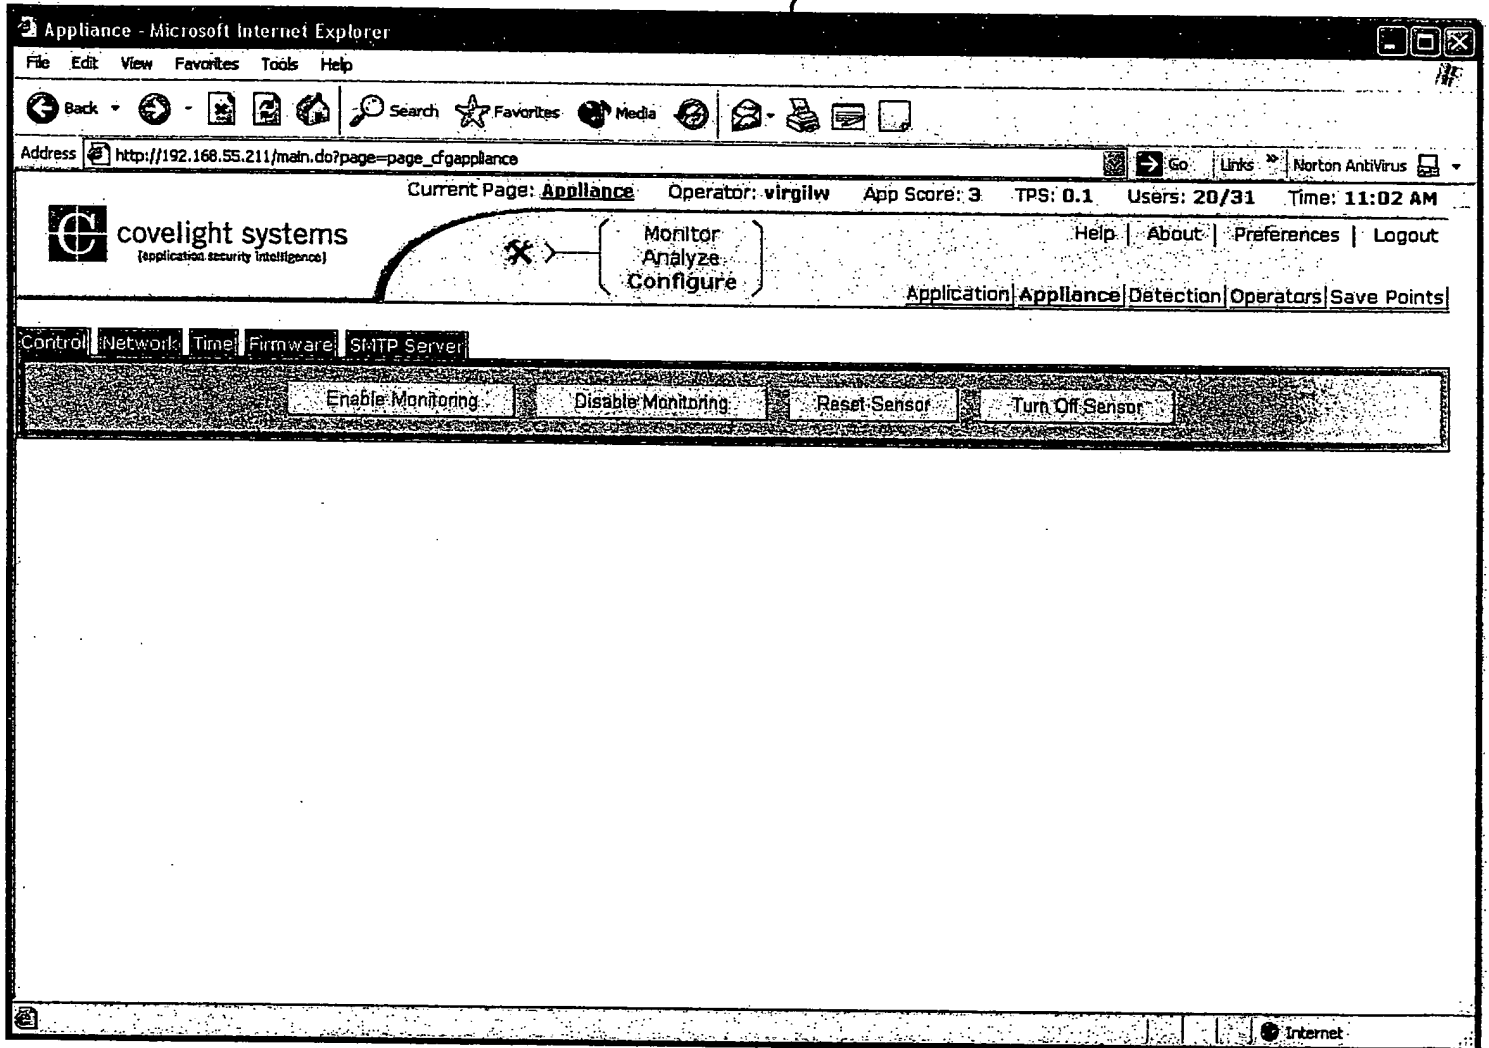 Appliance - Microsoft Internet Explorer
File Edit View Favorites Tools Help
Back Search Favorites Media
Address http://192.168.55.211/main.do?page=page_cfgappliance Go Links » Norton AntiVirus
Current Page: Appliance Operator: virgilw App Score: 3 TPS: 0.1 Users: 20/31 Time: 11:02 AM
covelight systems
[application security intelligence]
Monitor
Analyze
Configure
Help | About | Preferences | Logout
Application | Appliance | Detection | Operators | Save Points |
Control Network Time Firmware SMTP Server
Enable Monitoring Disable Monitoring Reset Sensor Turn Off Sensor
Internet